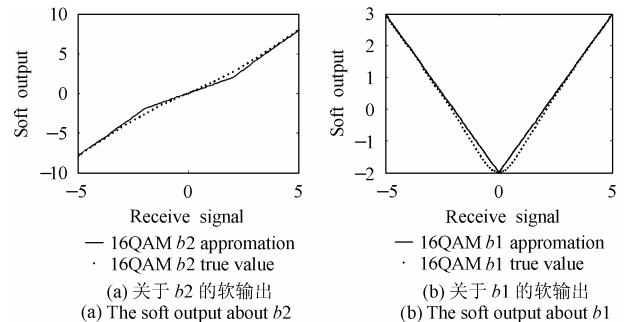 10
5
0
−5
−10
Soft output
−5
0
5
Receive signal
16QAM b2 appromation
16QAM b2 true value
(a) 关于 b2 的软输出
(a) The soft output about b2
3
2
1
0
−1
−2
Soft output
−5
0
5
Receive signal
16QAM b1 appromation
16QAM b1 true value
(b) 关于 b1 的软输出
(b) The soft output about b1